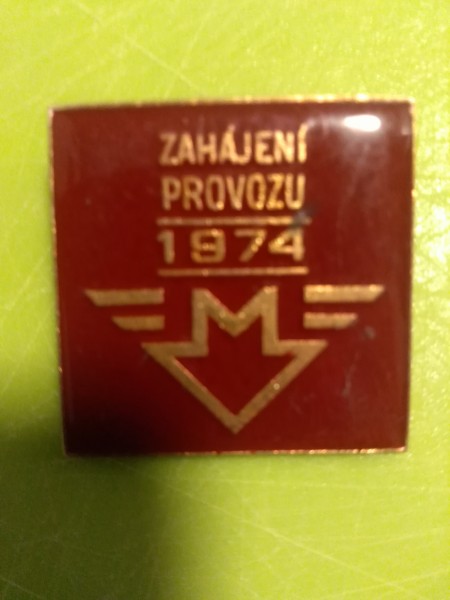 ZAHÁJENÍ
PROVOZU
1974
M